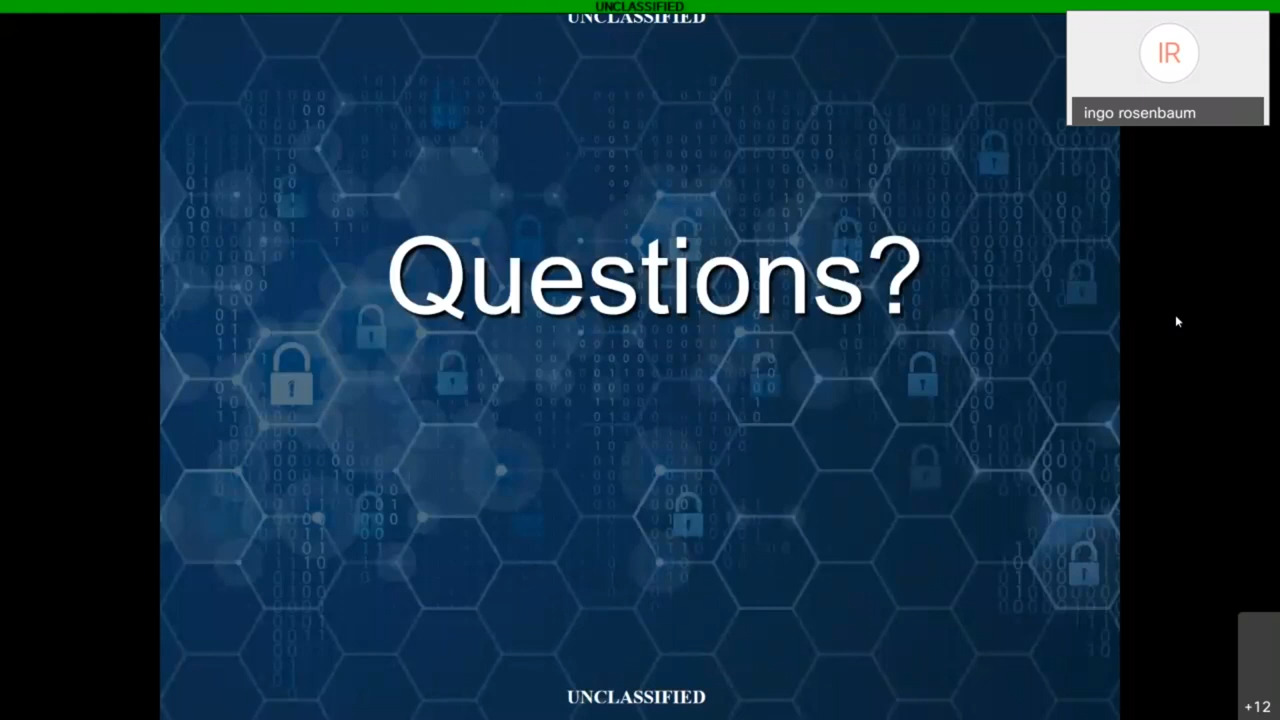 UNCLASSIFIED
UNCLASSIFIED
IR
ingo rosenbaum
Questions?
UNCLASSIFIED
+12